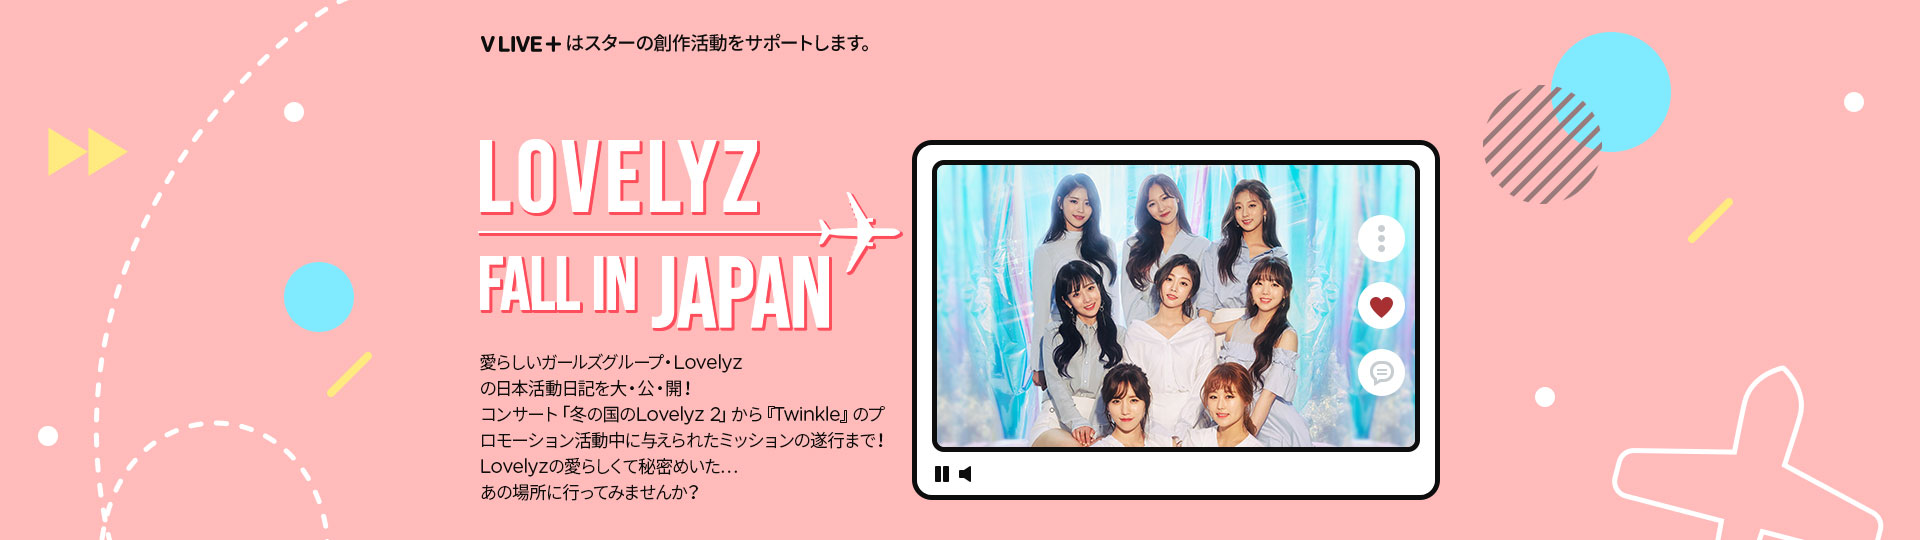 V LIVE+ はスターの創作活動をサポートします。
LOVELYZ
FALL IN JAPAN
愛らしいガールズグループ・Lovelyz
の日本活動日記を大・公・開！
コンサート「冬の国のLovelyz 2」から『Twinkle』のプ
ロモーション活動中に与えられたミッションの遂行まで！
Lovelyzの愛らしくて秘密めいた…
あの場所に行ってみませんか？